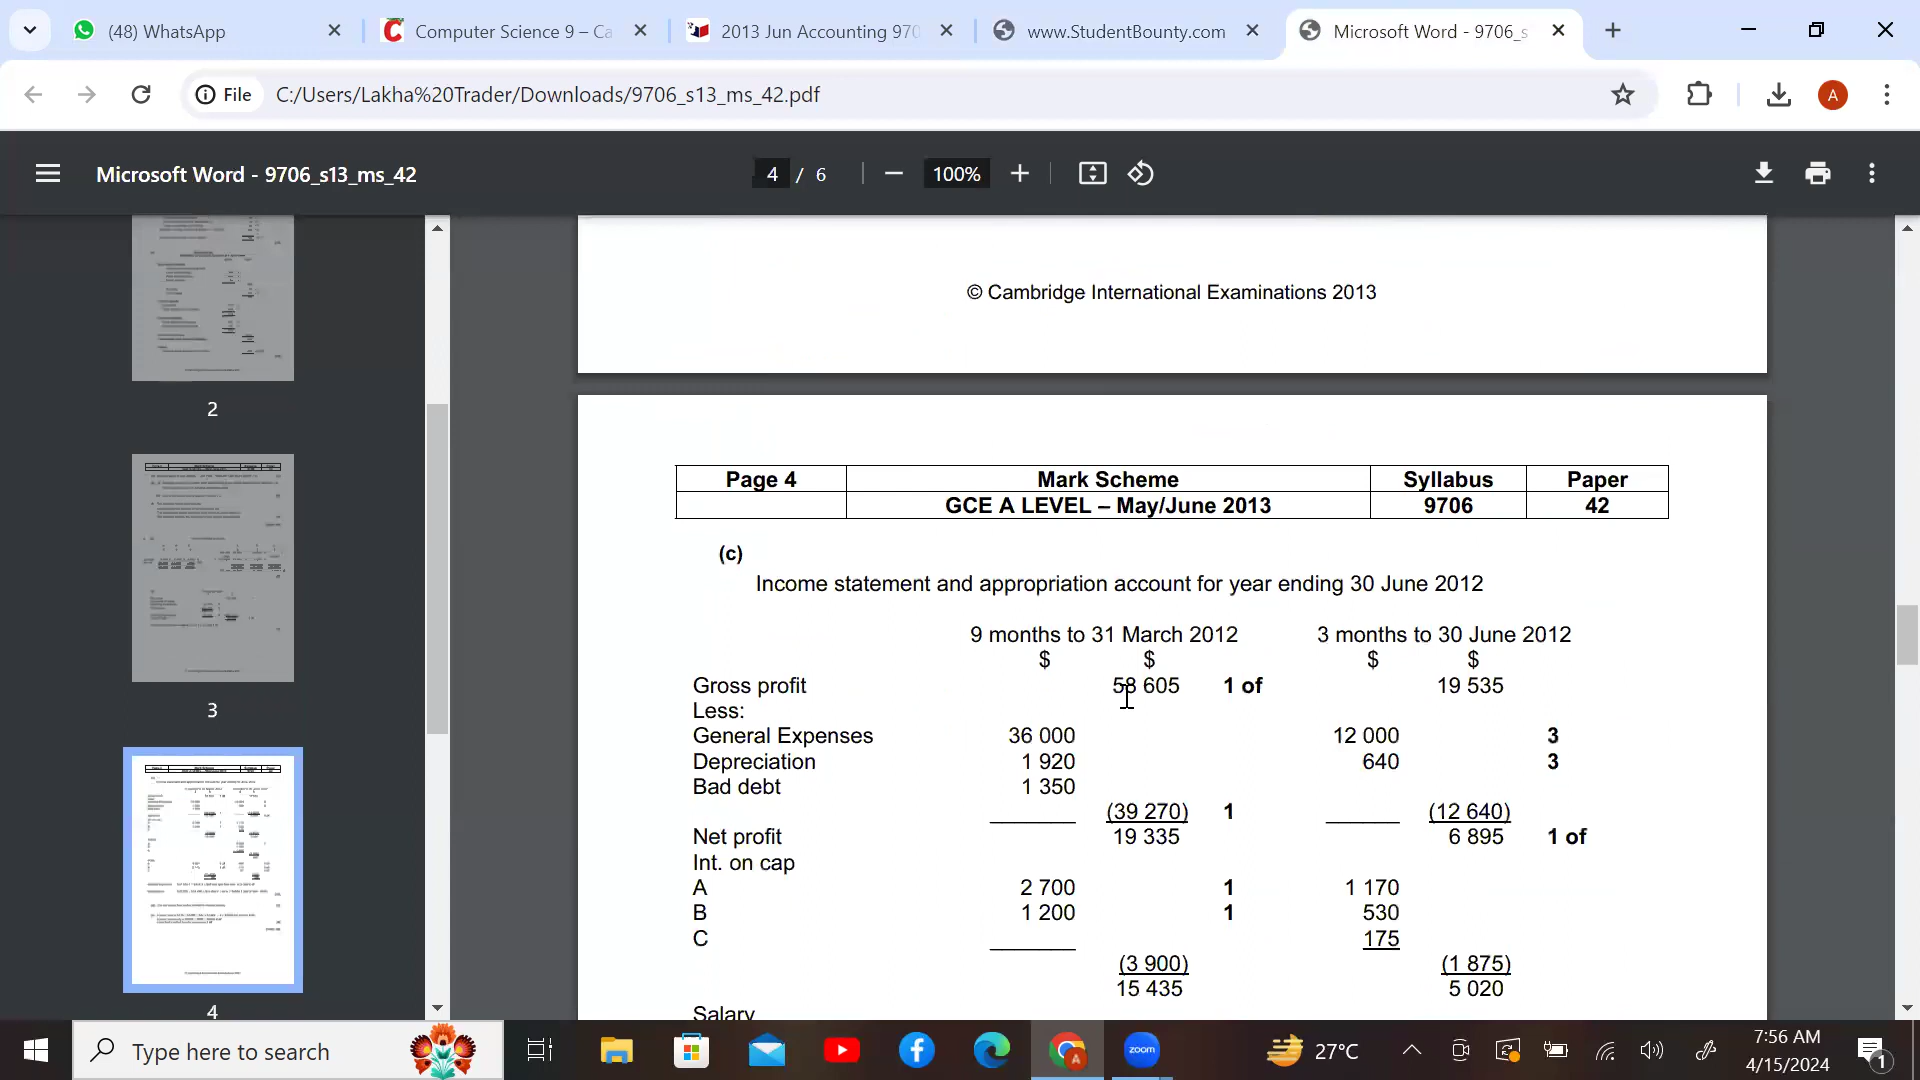 (48) WhatsApp
Computer Science 9 – Ca
2013 Jun Accounting 970
www.StudentBounty.com
Microsoft Word - 9706_s
File
C:/Users/Lakha%20Trader/Downloads/9706_s13_ms_42.pdf
A
Microsoft Word - 9706_s13_ms_42
4 / 6
100%
2
3
4
© Cambridge International Examinations 2013
Page 4 Mark Scheme Syllabus Paper
GCE A LEVEL – May/June 2013 9706 42
(c)
Income statement and appropriation account for year ending 30 June 2012
9 months to 31 March 2012 3 months to 30 June 2012
$ $ $ $
Gross profit 58 605 1 of 19 535
Less:
General Expenses 36 000 12 000 3
Depreciation 1 920 640 3
Bad debt 1 350
(39 270) 1 (12 640)
Net profit 19 335 6 895 1 of
Int. on cap
A 2 700 1 1 170
B 1 200 1 530
C 175
(3 900) (1 875)
15 435 5 020
Salary
Type here to search
zoom
A
27°C
7:56 AM
4/15/2024
1